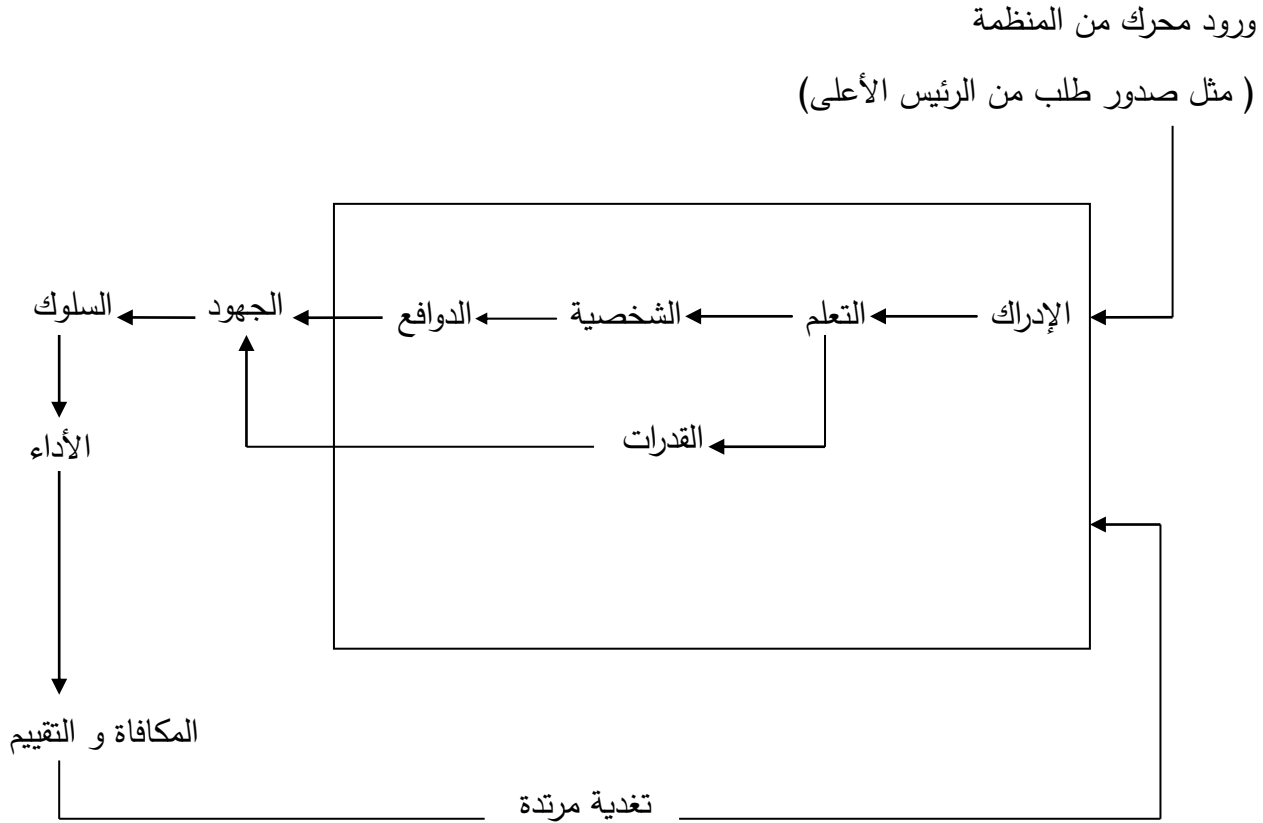 ورود محرك من المنظمة
( مثل صدور طلب من الرئيس الأعلى)
الإدراك
التعلم
الشخصية
الدوافع
الجهود
السلوك
القدرات
الأداء
المكافاة و التقييم
تغدية مرتدة